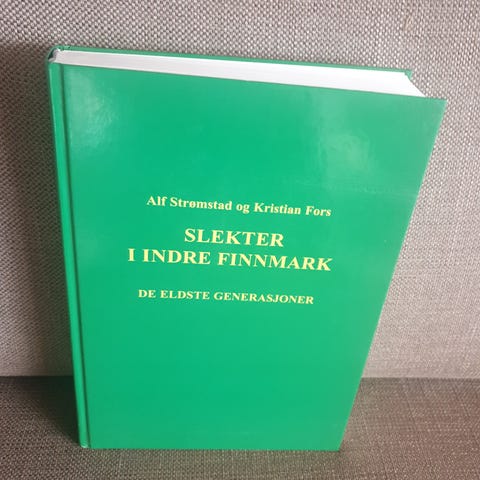 Alf Strømstad og Kristian Fors
SLEKTER
I INDRE FINNMARK
DE ELDSTE GENERASJONER